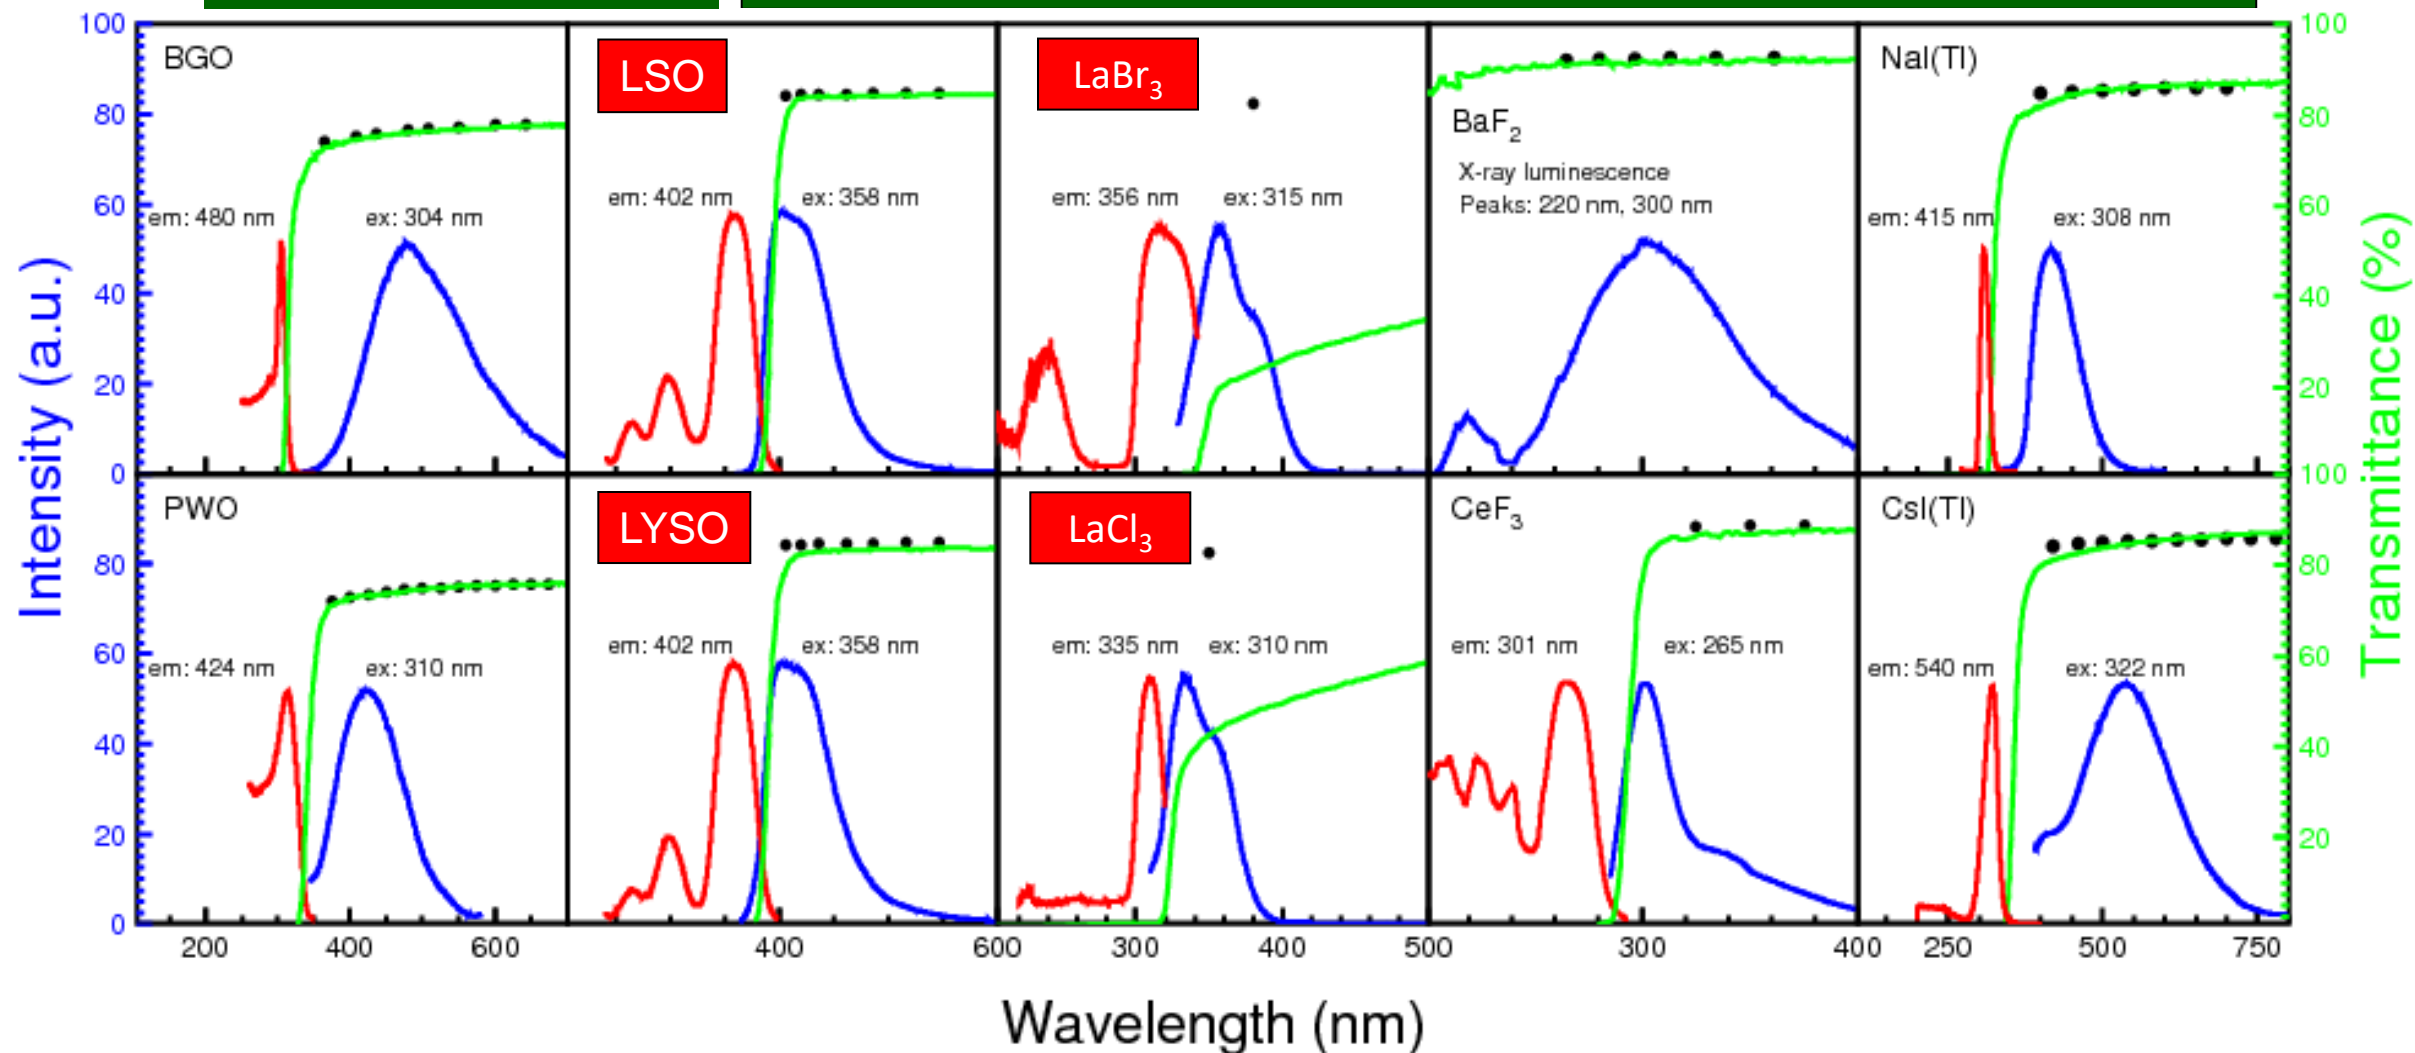 Intensity (a.u.)
Transmittance (%)
100
80
60
40
20
0
80
60
40
20
0
100
80
60
40
20
100
80
60
40
20
BGO
em: 480 nm
ex: 304 nm
LSO
em: 402 nm
ex: 358 nm
LaBr3
em: 356 nm
ex: 315 nm
BaF2
X-ray luminescence
Peaks: 220 nm, 300 nm
NaI(Tl)
em: 415 nm
ex: 308 nm
PWO
em: 424 nm
ex: 310 nm
LYSO
em: 402 nm
ex: 358 nm
LaCl3
em: 335 nm
ex: 310 nm
CeF3
em: 301 nm
ex: 265 nm
CsI(Tl)
em: 540 nm
ex: 322 nm
200 400 600 400 600 300 400 500 300 400 250 500 750
Wavelength (nm)